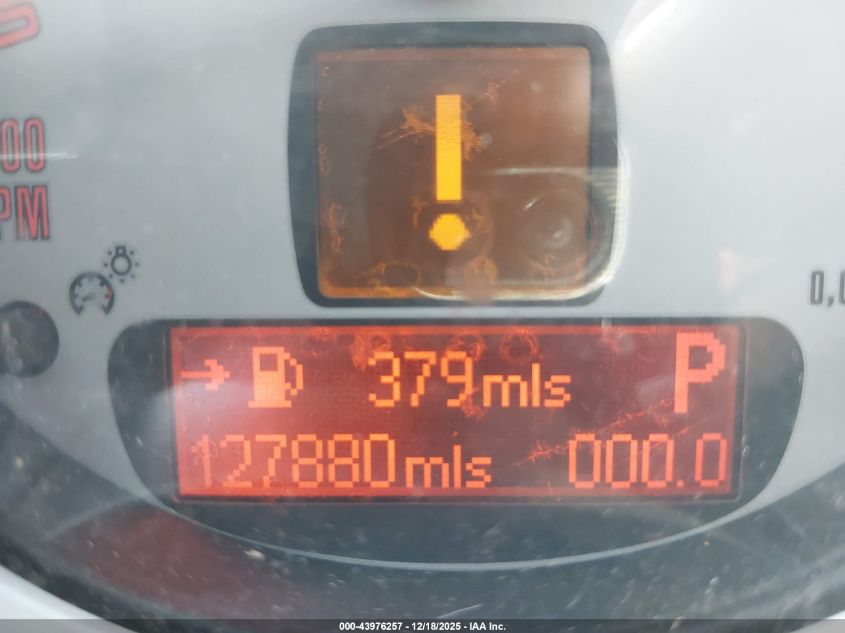 00
PM
!
379mls P
127880mls 000.0
0,0
000-43976257 - 12/18/2025 - IAA Inc.